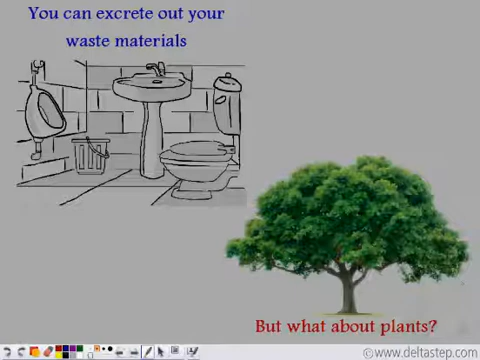 You can excrete out your
waste materials
But what about plants?
© www.deltastep.com